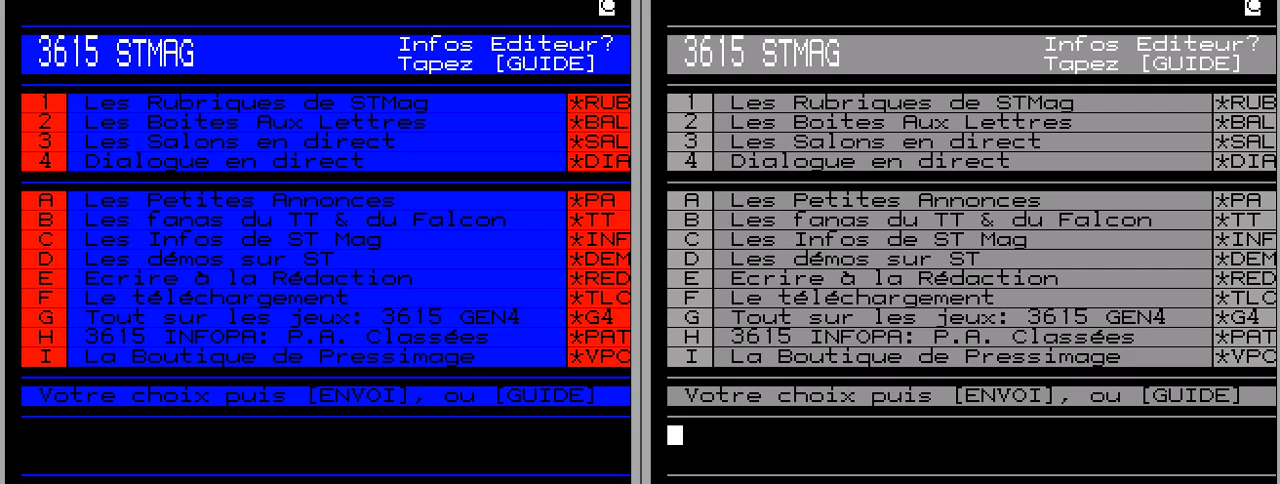 C
3615 STMAG
Infos Editeur?
Tapez [GUIDE]
1 Les Rubriques de STMag *RUB
2 Les Boites Aux Lettres *BAL
3 Les Salons en direct *SAL
4 Dialogue en direct *DIA
A Les Petites Annonces *PA
B Les fanas du TT & du Falcon *TT
C Les Infos de ST Mag *INF
D Les démos sur ST *DEM
E Ecrire à la Rédaction *RED
F Le téléchargement *TLC
G Tout sur les jeux: 3615 GEN4 *G4
H 3615 INFOPA: P.A. Classées *PAT
I La Boutique de Pressimage *VPC
Votre choix puis [ENVOI], ou [GUIDE]
C
3615 STMAG
Infos Editeur?
Tapez [GUIDE]
1 Les Rubriques de STMag *RUB
2 Les Boites Aux Lettres *BAL
3 Les Salons en direct *SAL
4 Dialogue en direct *DIA
A Les Petites Annonces *PA
B Les fanas du TT & du Falcon *TT
C Les Infos de ST Mag *INF
D Les démos sur ST *DEM
E Ecrire à la Rédaction *RED
F Le téléchargement *TLC
G Tout sur les jeux: 3615 GEN4 *G4
H 3615 INFOPA: P.A. Classées *PAT
I La Boutique de Pressimage *VPC
Votre choix puis [ENVOI], ou [GUIDE]